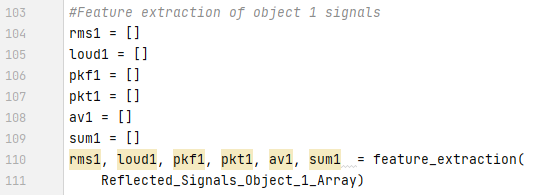 103 #Feature extraction of object 1 signals
104 rms1 = []
105 loud1 = []
106 pkf1 = []
107 pkt1 = []
108 av1 = []
109 sum1 = []
110 rms1, loud1, pkf1, pkt1, av1, sum1  = feature_extraction(
111     Reflected_Signals_Object_1_Array)